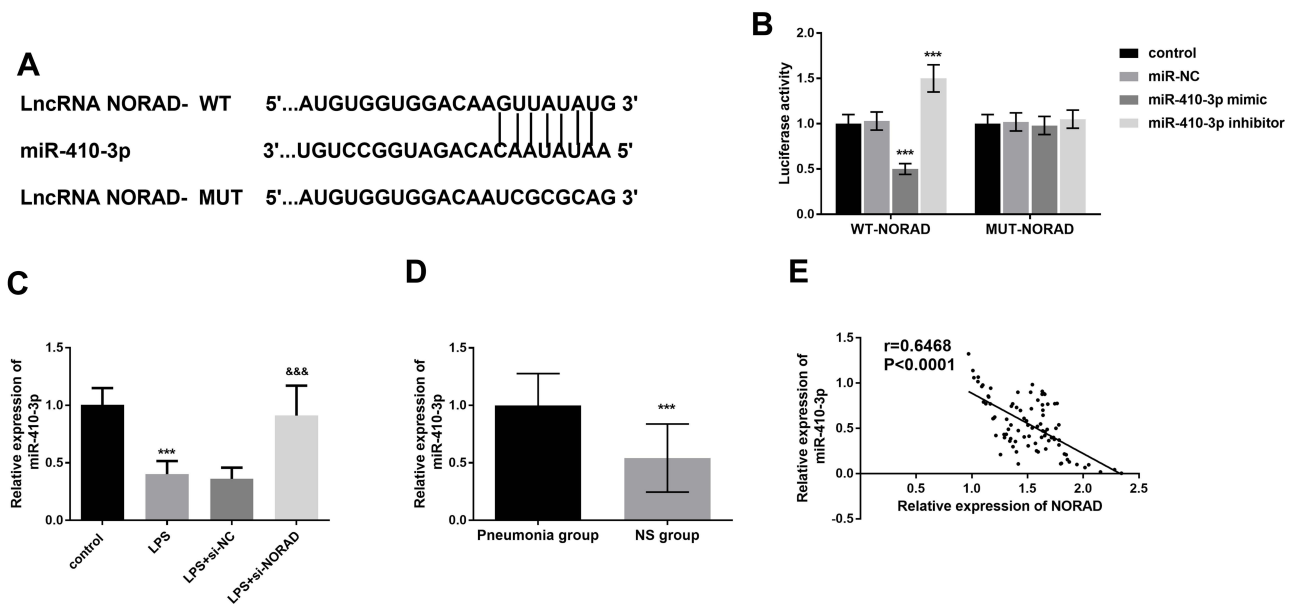 A
LncRNA NORAD- WT 5'...AUGUGGUGGACAAGUUAUAUG 3'
miR-410-3p 3'...UGUCCGGUAGACACAAUAUAA 5'
LncRNA NORAD- MUT 5'...AUGUGGUGGACAAUCGCGCAG 3'
B
Luciferase activity
2.0
1.5
1.0
0.5
0.0
***
***
WT-NORAD MUT-NORAD
control
miR-NC
miR-410-3p mimic
miR-410-3p inhibitor
C
Relative expression of
miR-410-3p
1.5
1.0
0.5
0.0
***
&&&
control
LPS
LPS+si-NC
LPS+si-NORAD
D
Relative expression of
miR-410-3p
1.5
1.0
0.5
0.0
***
Pneumonia group NS group
E
Relative expression of
miR-410-3p
1.5
1.0
0.5
0.0
-0.5
r=0.6468
P<0.0001
0.5 1.0 1.5 2.0 2.5
Relative expression of NORAD